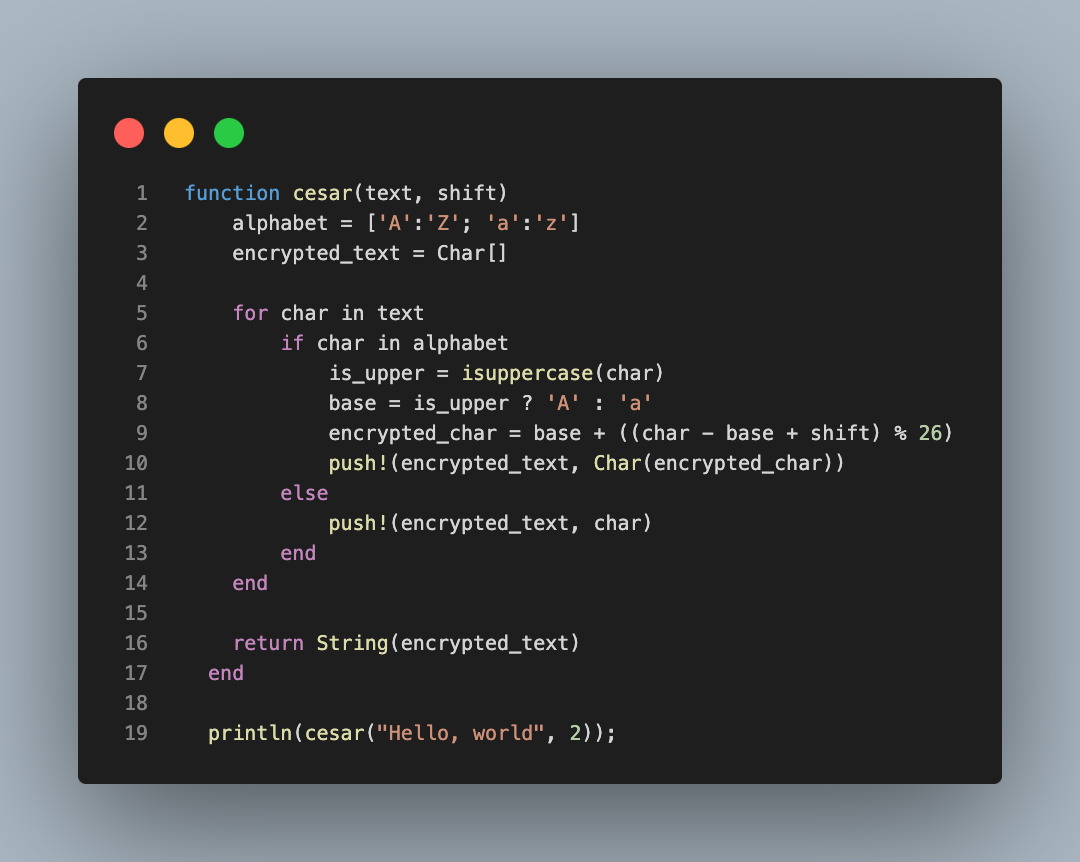 1 function cesar(text, shift)
2     alphabet = ['A':'Z'; 'a':'z']
3     encrypted_text = Char[]
4
5     for char in text
6         if char in alphabet
7             is_upper = isuppercase(char)
8             base = is_upper ? 'A' : 'a'
9             encrypted_char = base + ((char - base + shift) % 26)
10             push!(encrypted_text, Char(encrypted_char))
11         else
12             push!(encrypted_text, char)
13         end
14     end
15
16     return String(encrypted_text)
17   end
18
19   println(cesar("Hello, world", 2));